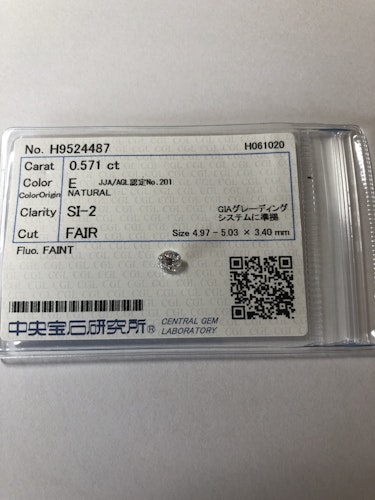 No. H9524487 H061020
Carat 0.571 ct
Color E JJA/AGL認定No.201
ColorOrigin NATURAL
Clarity SI-2 GIAグレーディング
システムに準拠
Cut FAIR Size 4.97 - 5.03 × 3.40 mm
Fluo. FAINT
中央宝石研究所® CENTRAL GEM
LABORATORY